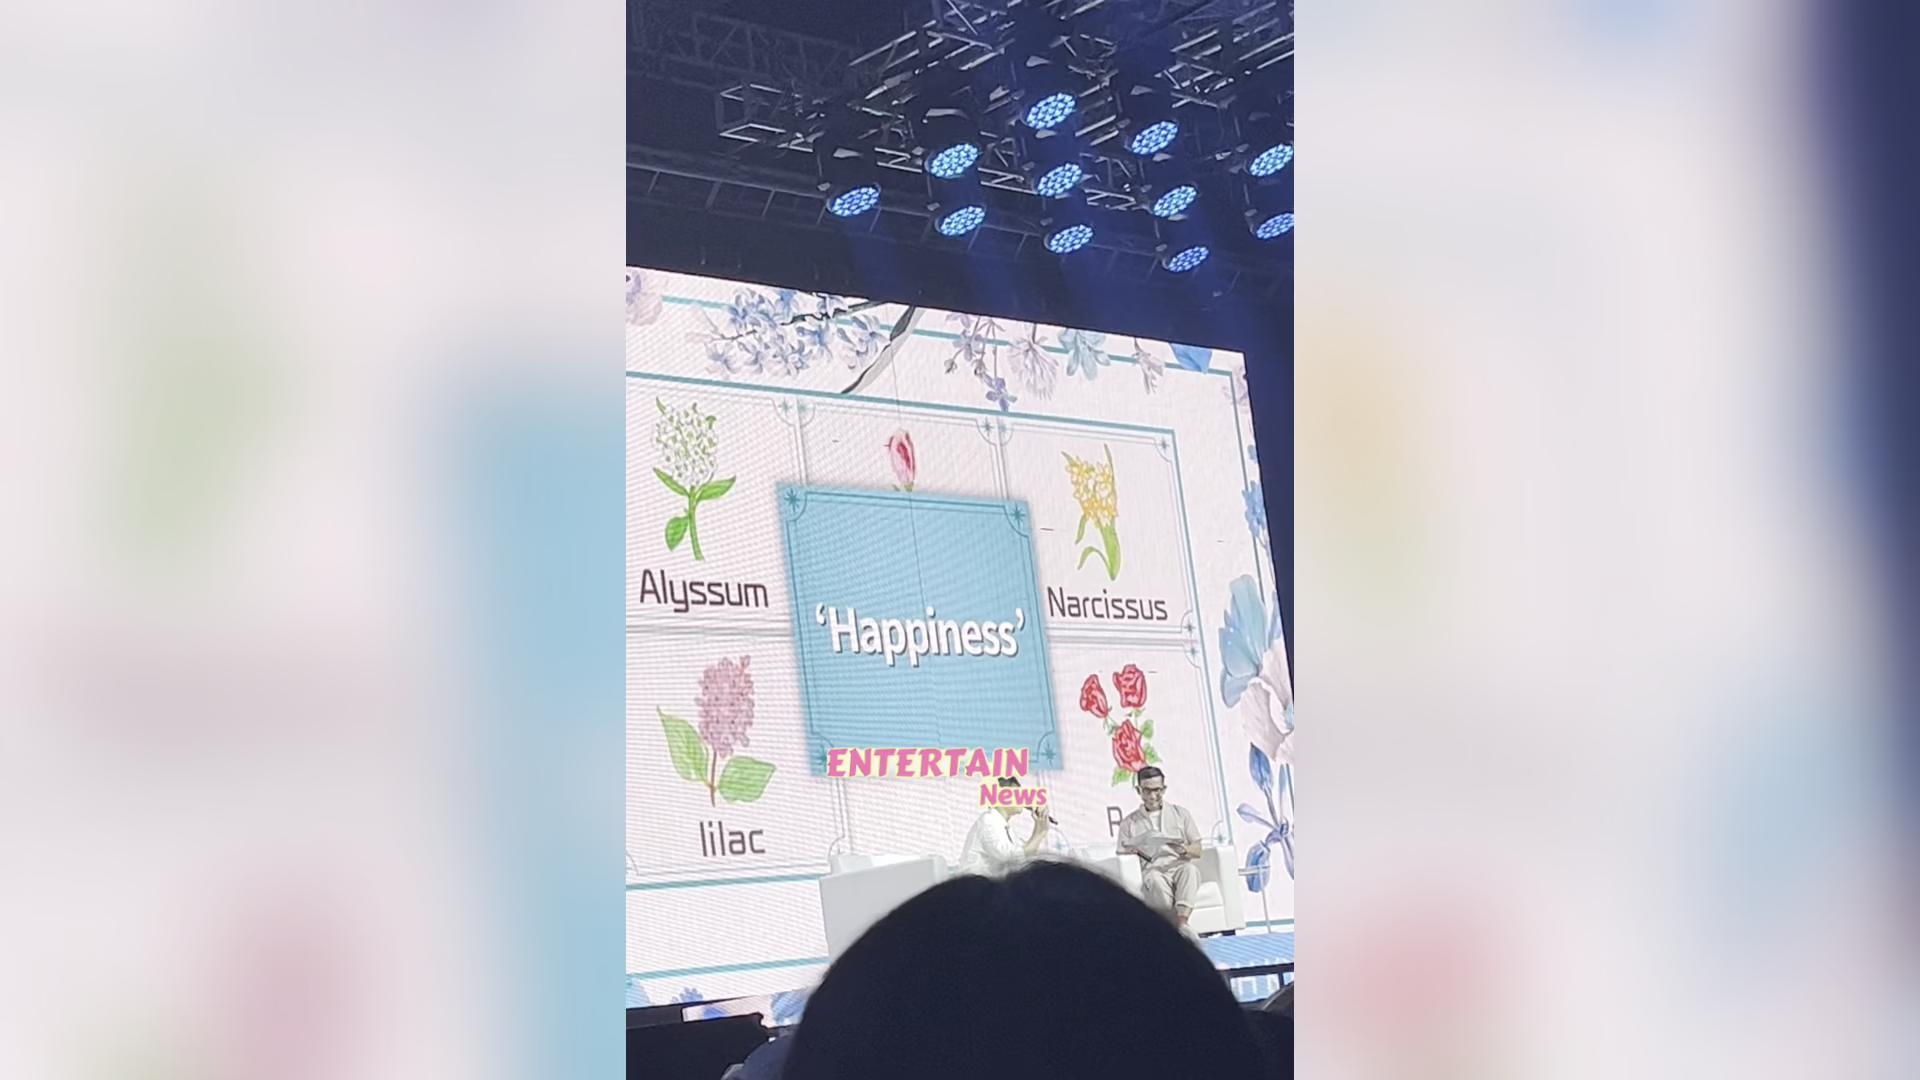 Alyssum
Narcissus
‘Happiness’
ENTERTAIN
News
lilac